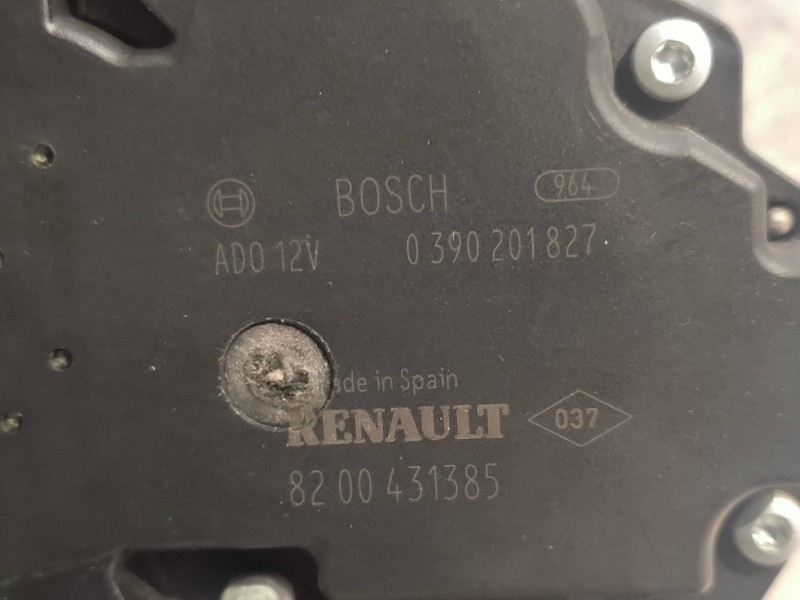 BOSCH 964
ADO 12V 0 390 201 827
ade in Spain
RENAULT 037
82 00 431385